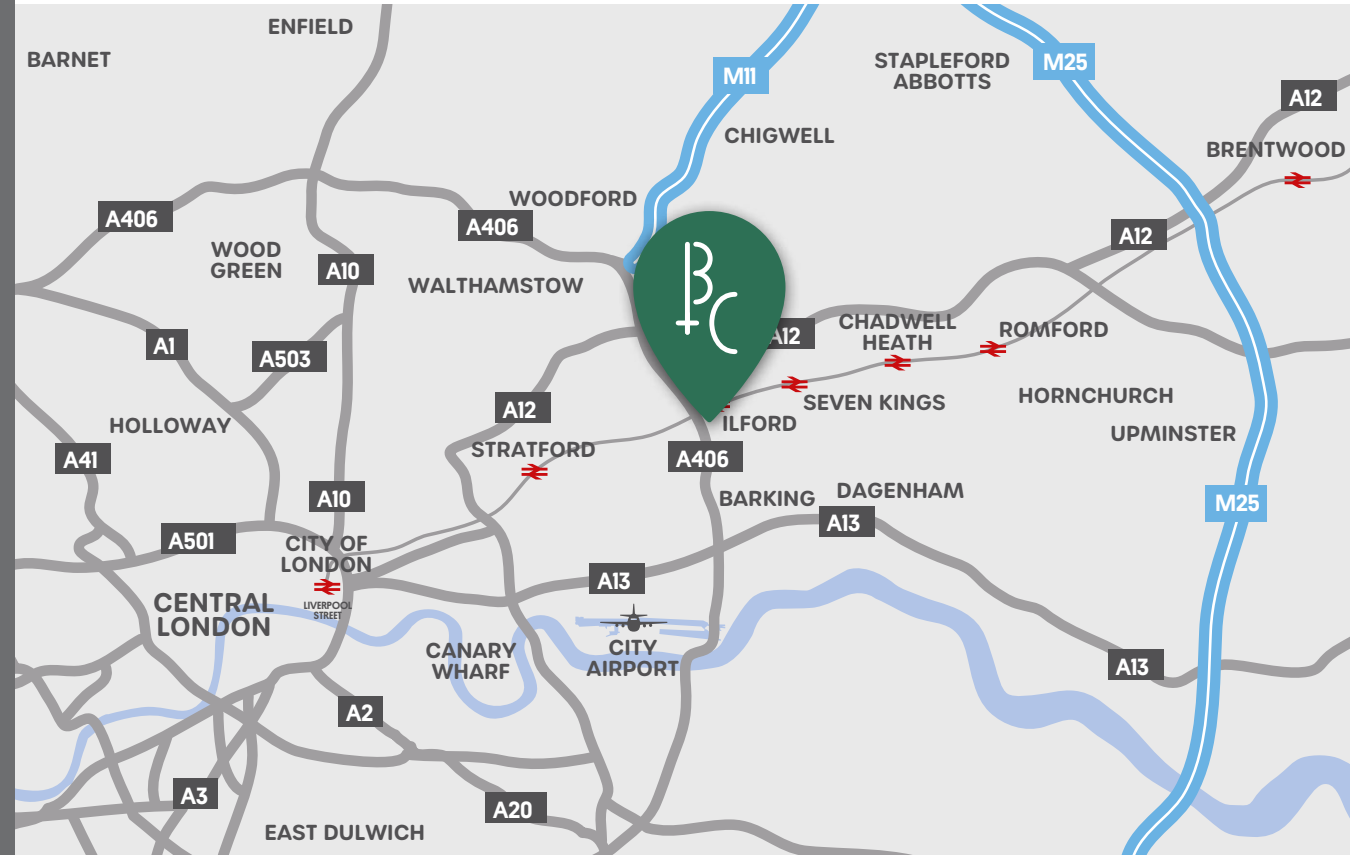 ENFIELD
BARNET
M11
STAPLEFORD
ABBOTTS
M25
A12
CHIGWELL
BRENTWOOD
WOODFORD
A406
A406
A12
WOOD
GREEN
A10
WALTHAMSTOW
BC
A1
A503
A12
CHADWELL
HEATH
ROMFORD
A12
SEVEN KINGS
HORNCHURCH
HOLLOWAY
ILFORD
UPMINSTER
A41
STRATFORD
A406
A10
BARKING
DAGENHAM
M25
A501
A13
CITY OF
LONDON
A13
CENTRAL
LONDON
LIVERPOOL
STREET
CANARY
WHARF
CITY
AIRPORT
A13
A2
A3
A20
EAST DULWICH